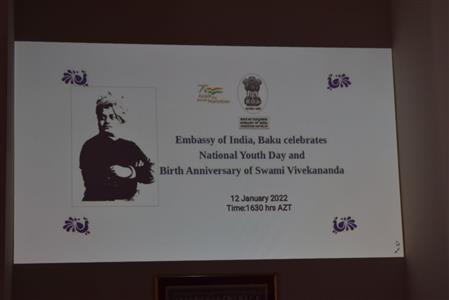 Embassy of India, Baku celebrates
National Youth Day and
Birth Anniversary of Swami Vivekananda
12 January 2022
Time:1630 hrs AZT